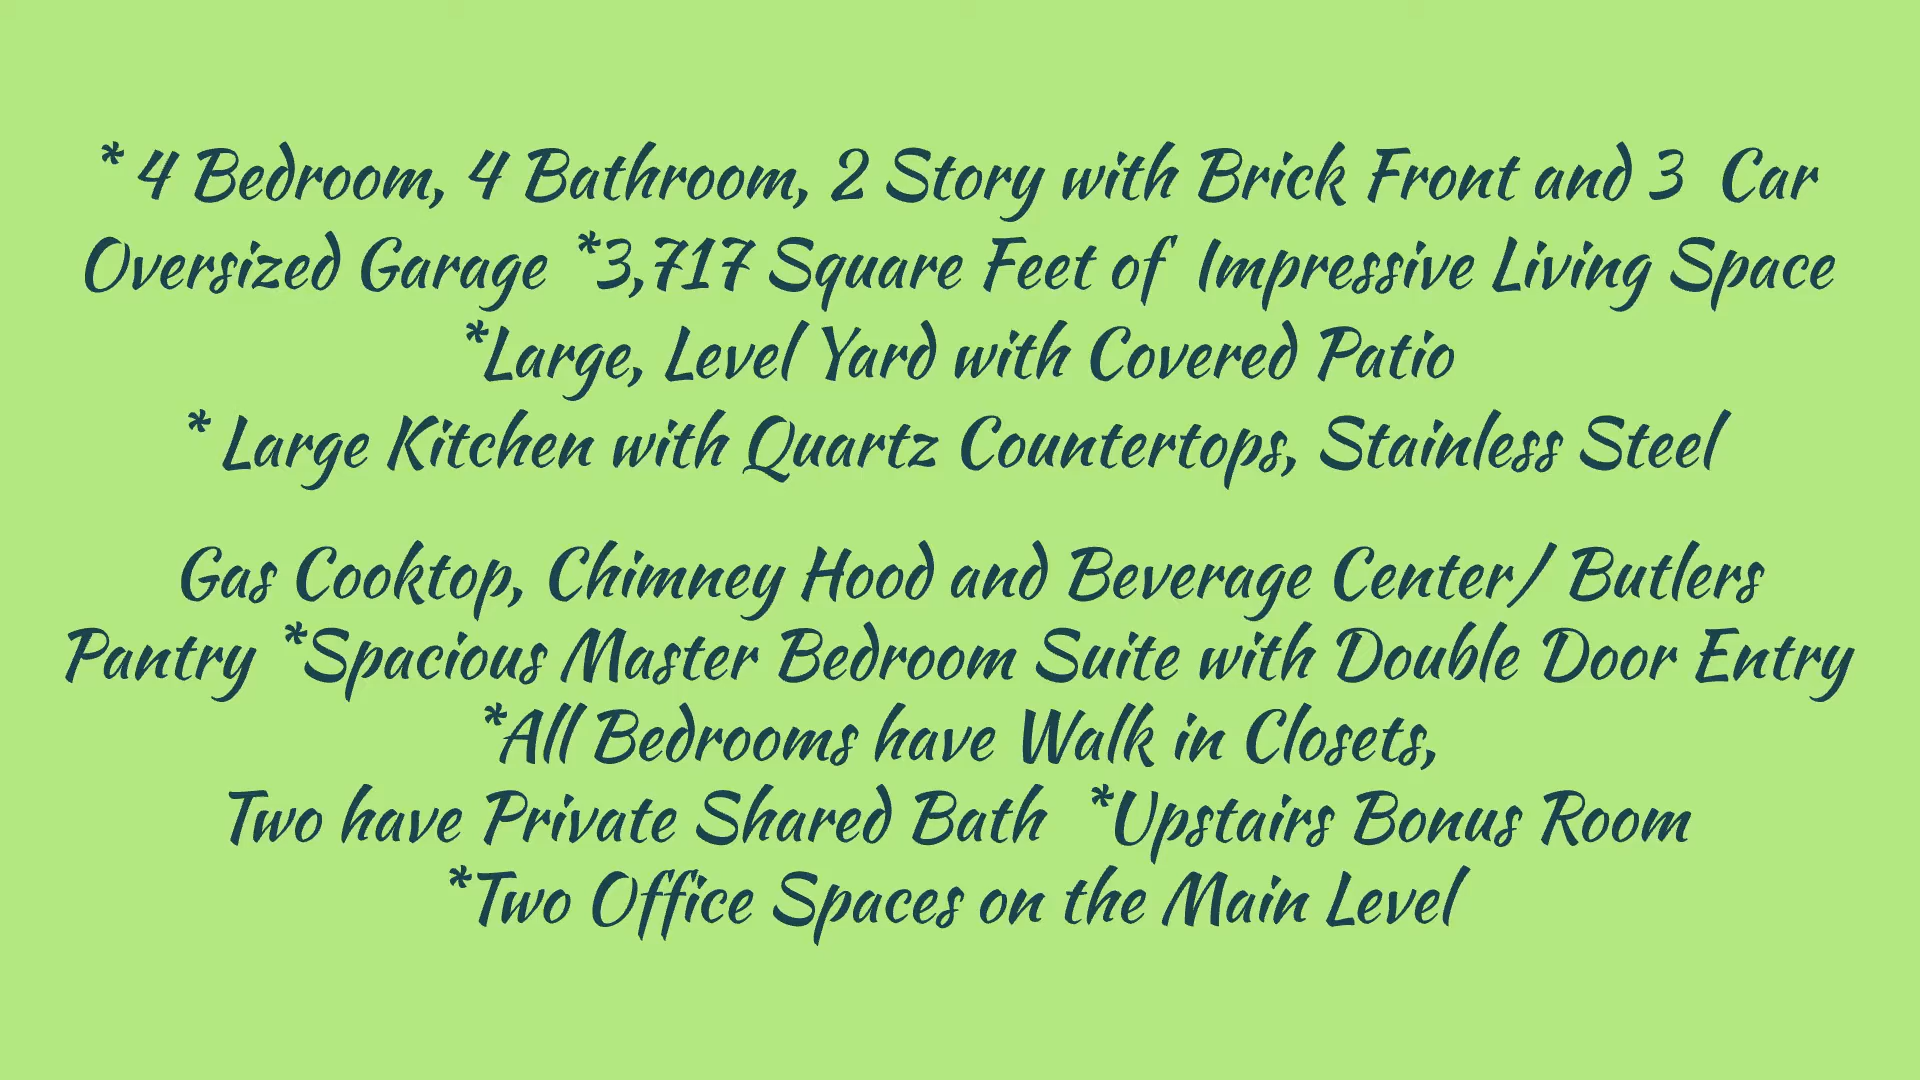 * 4 Bedroom, 4 Bathroom, 2 Story with Brick Front and 3 Car
Oversized Garage *3,717 Square Feet of Impressive Living Space
*Large, Level Yard with Covered Patio
* Large Kitchen with Quartz Countertops, Stainless Steel
Gas Cooktop, Chimney Hood and Beverage Center/ Butlers
Pantry *Spacious Master Bedroom Suite with Double Door Entry
*All Bedrooms have Walk in Closets,
Two have Private Shared Bath *Upstairs Bonus Room
*Two Office Spaces on the Main Level